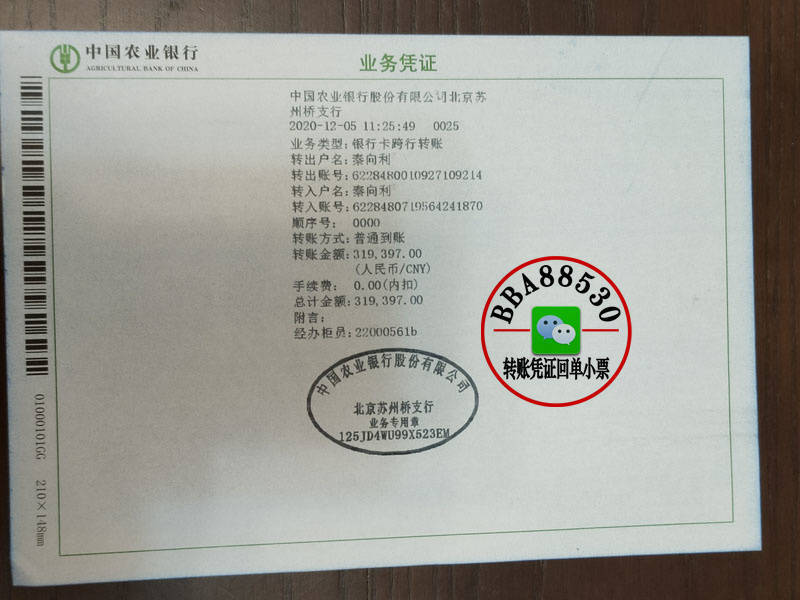 中国农业银行
AGRICULTURAL BANK OF CHINA
业务凭证
中国农业银行股份有限公司北京苏
州桥支行
2020-12-05 11:25:49 0025
业务类型:银行卡跨行转账
转出户名:秦向利
转出账号:6228480010927109214
转入户名:秦向利
转入账号:6228480719564241870
顺序号: 0000
转账方式:普通到账
转账金额:319,397.00
(人民币/CNY)
手续费: 0.00(内扣)
总计金额:319,397.00
附言:
经办柜员:22000561b
中国农业银行股份有限公司
北京苏州桥支行
业务专用章
125JD4WU99X523EM
BBA88530
转账凭证回单小票
01000101GG 210×148mm